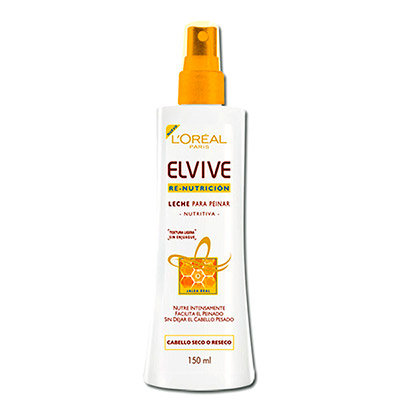 NUEVO
L'ORÉAL
PARIS
ELVIVE
RE-NUTRICIÓN
LECHE PARA PEINAR
- NUTRITIVA -
TEXTURA LIGERA
SIN ENJUAGUE
JALEA REAL
NUTRE INTENSAMENTE
FACILITA EL PEINADO
SIN DEJAR EL CABELLO PESADO
CABELLO SECO O RESECO
150 ml